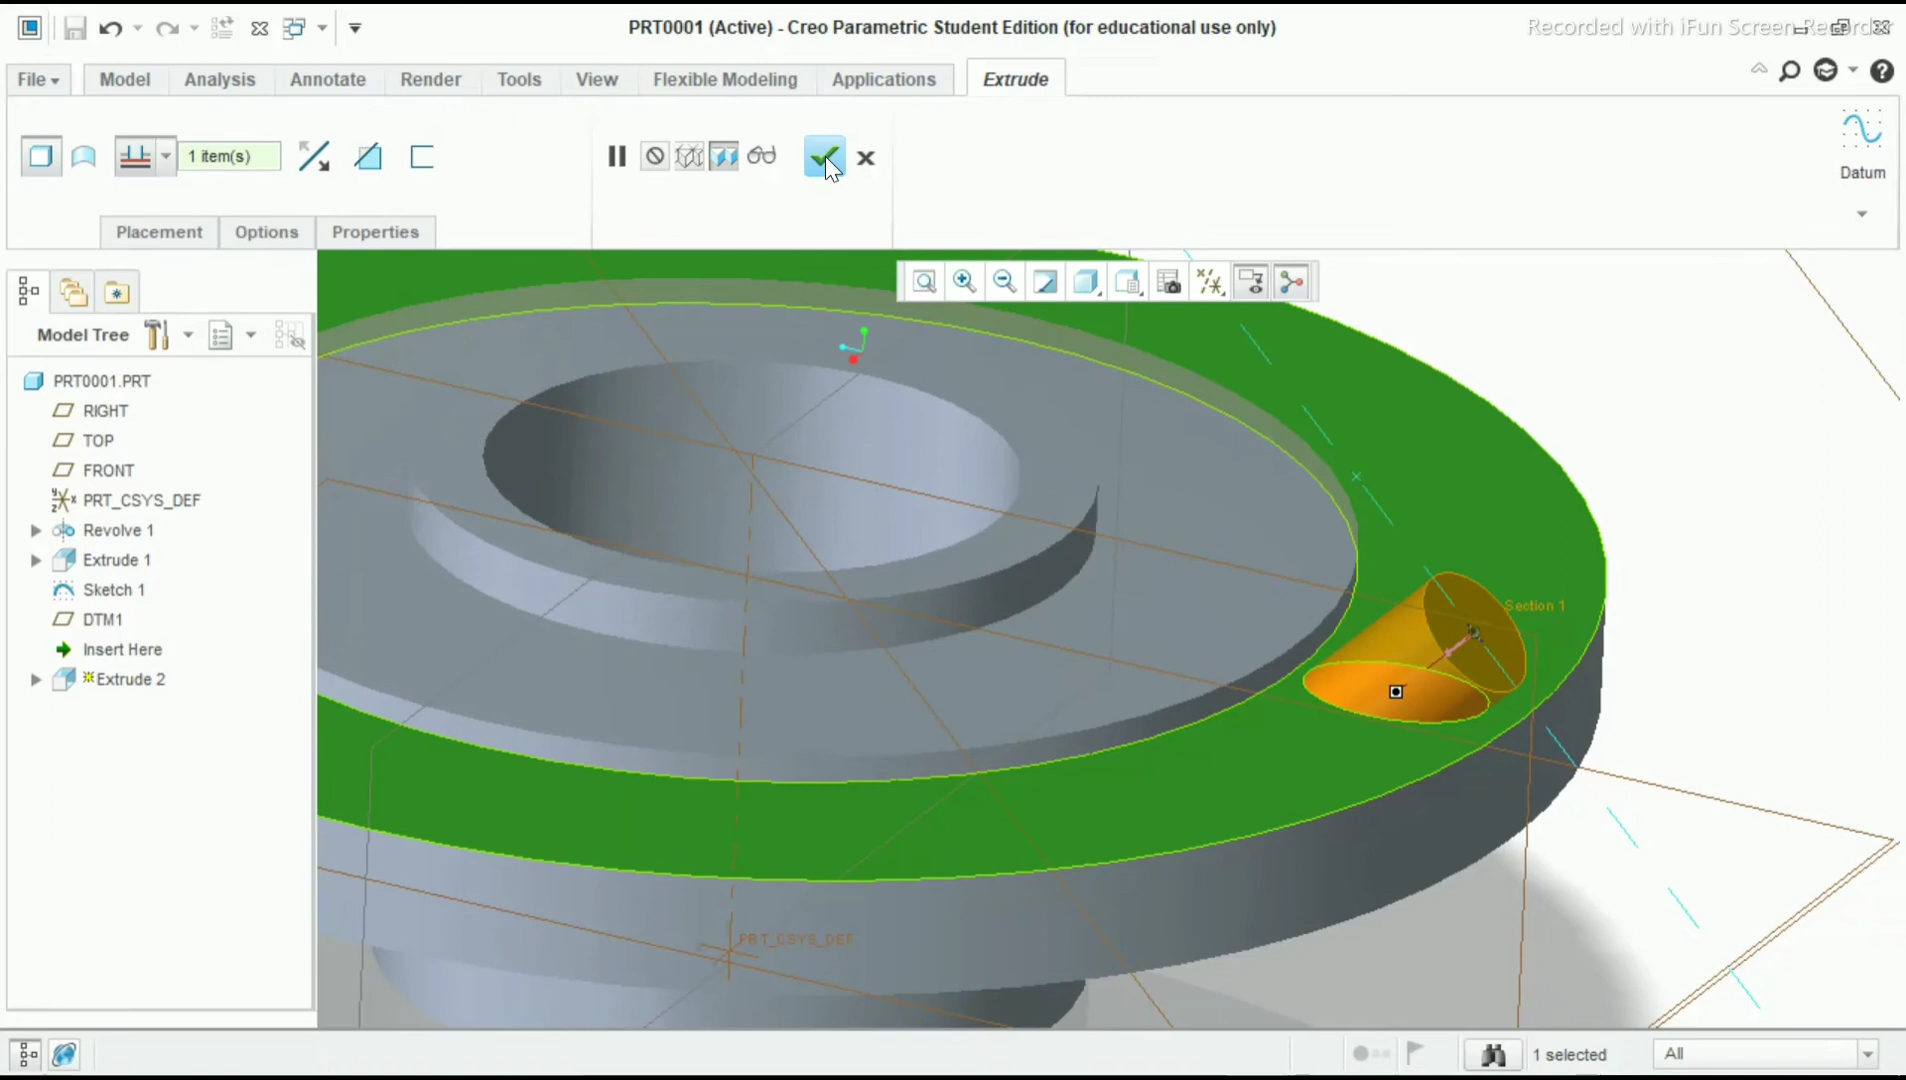 PRT0001 (Active) - Creo Parametric Student Edition (for educational use only)
Recorded with iFun Screen Recorder
File
Model
Analysis
Annotate
Render
Tools
View
Flexible Modeling
Applications
Extrude
1 item(s)
Datum
Placement
Options
Properties
Model Tree
PRT0001.PRT
RIGHT
TOP
FRONT
PRT_CSYS_DEF
Revolve 1
Extrude 1
Sketch 1
DTM1
Insert Here
Extrude 2
Section 1
PRT_CSYS_DEF
1 selected
All